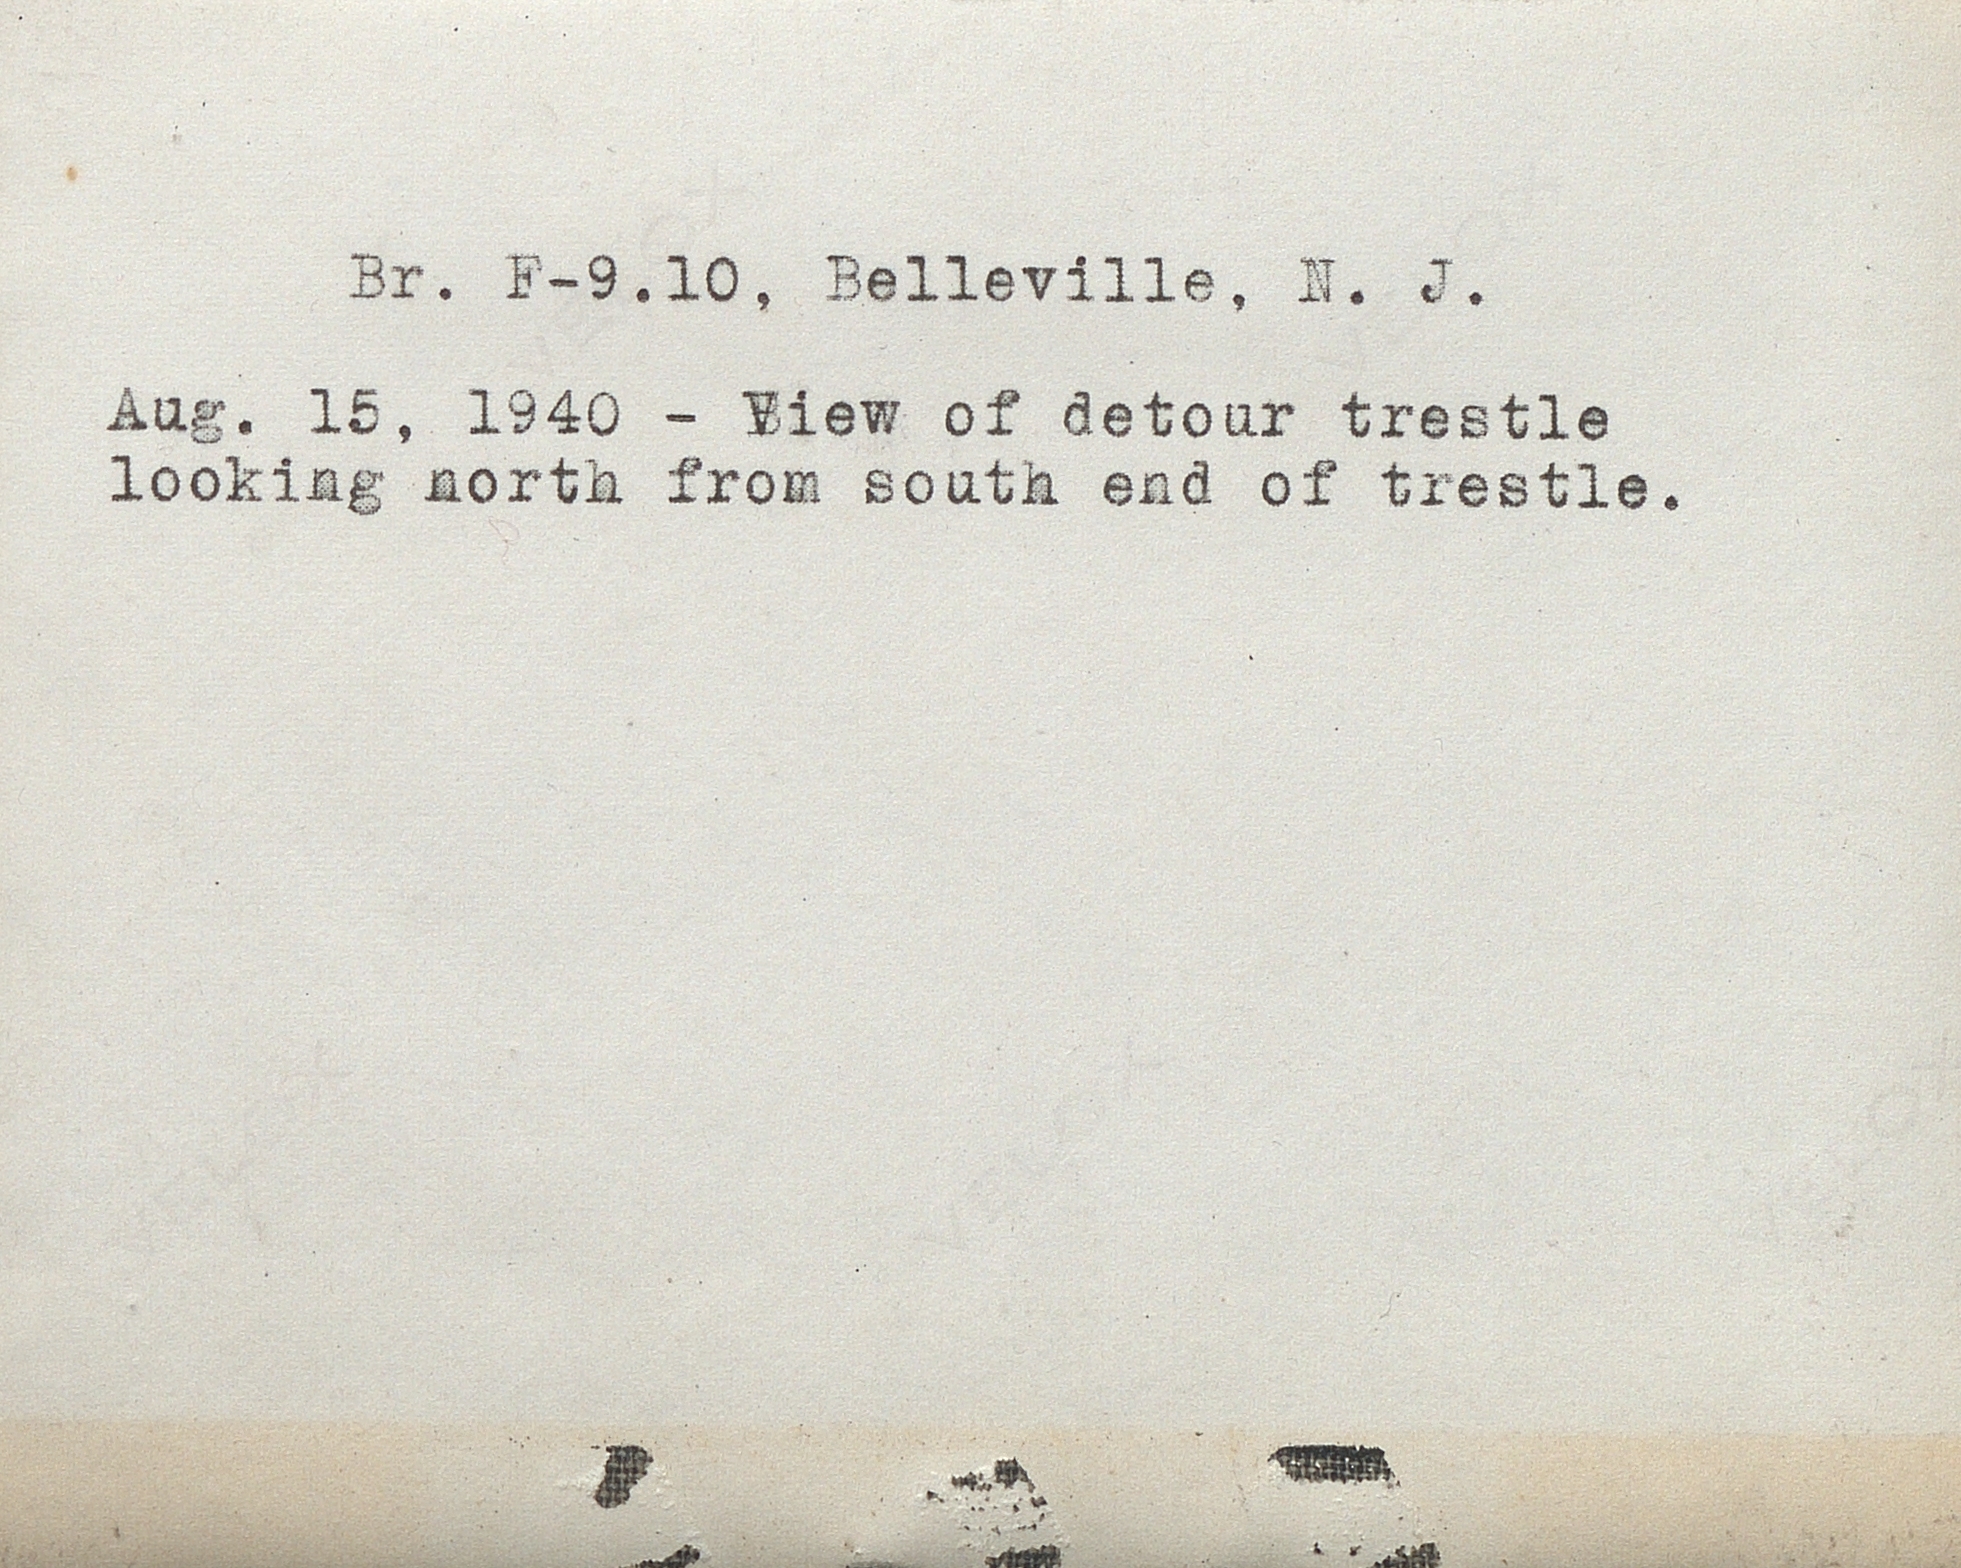 Br. F-9.10, Belleville, N. J.
Aug. 15, 1940 - View of detour trestle
looking north from south end of trestle.